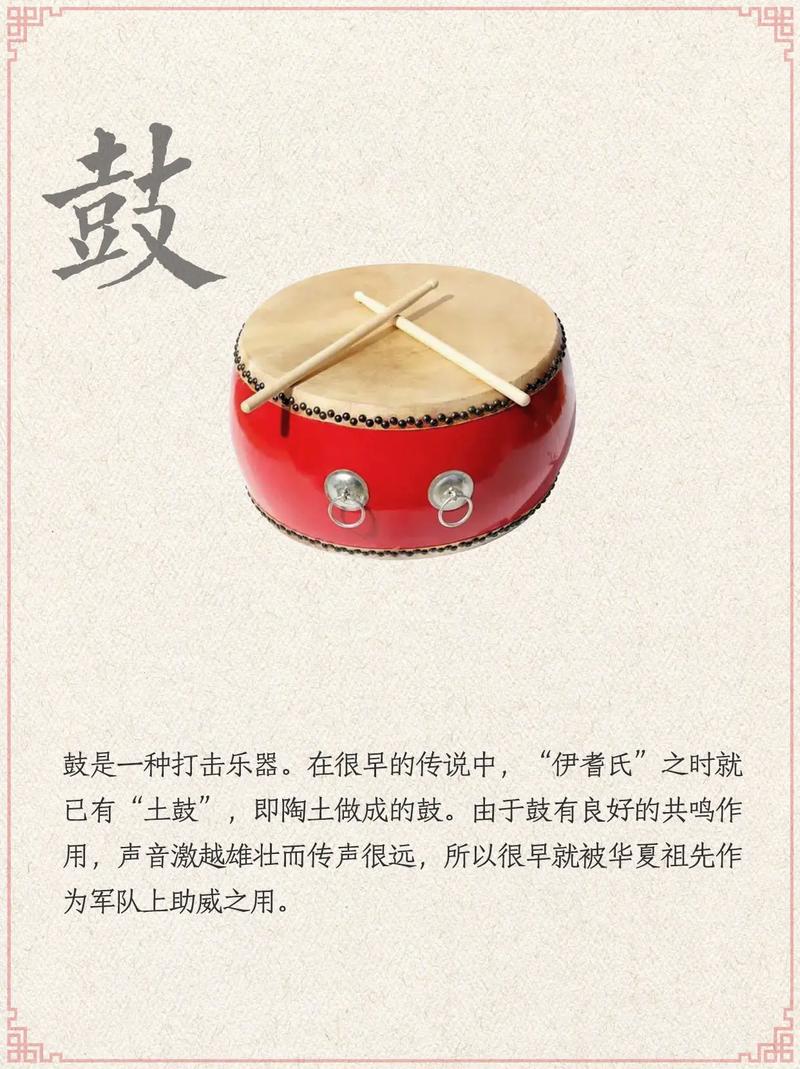 鼓
鼓是一种打击乐器。在很早的传说中，“伊耆氏”之时就
已有“土鼓”，即陶土做成的鼓。由于鼓有良好的共鸣作
用，声音激越雄壮而传声很远，所以很早就被华夏祖先作
为军队上助威之用。